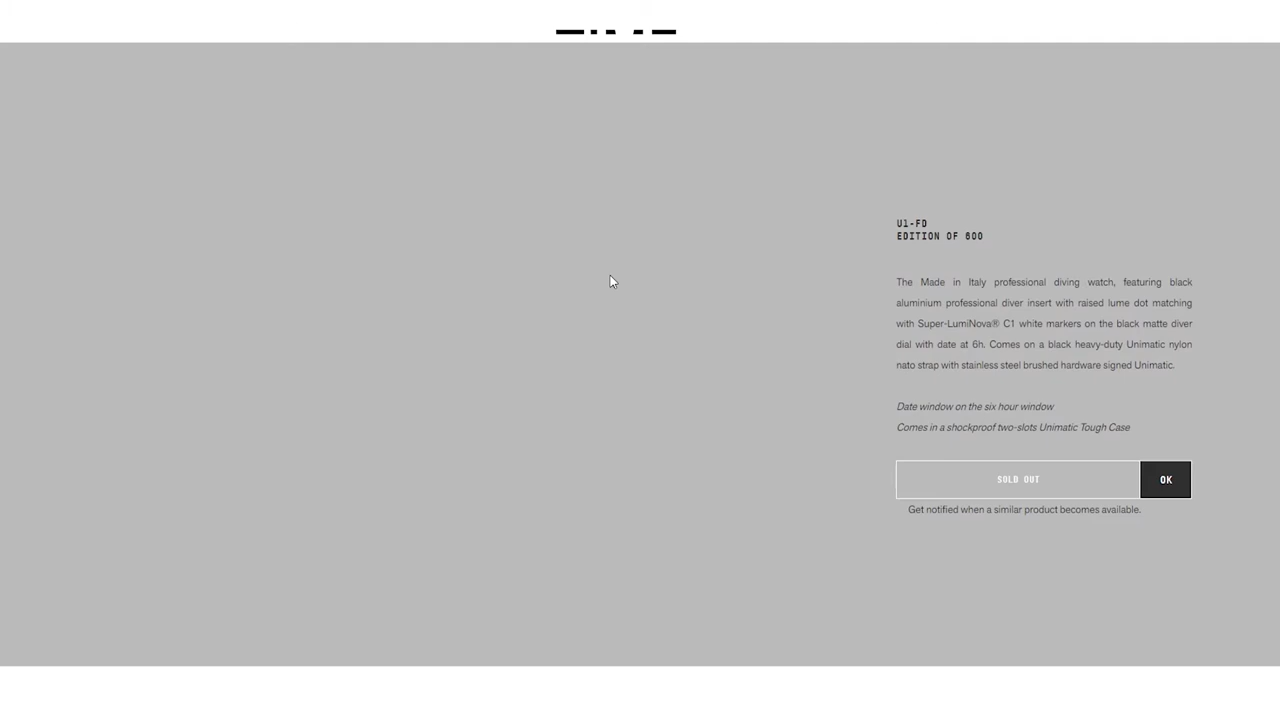 U1-FD
EDITION OF 600
The Made in Italy professional diving watch, featuring black
aluminium professional diver insert with raised lume dot matching
with Super-LumiNova® C1 white markers on the black matte diver
dial with date at 6h. Comes on a black heavy-duty Unimatic nylon
nato strap with stainless steel brushed hardware signed Unimatic.
Date window on the six hour window
Comes in a shockproof two-slots Unimatic Tough Case
SOLD OUT
OK
Get notified when a similar product becomes available.